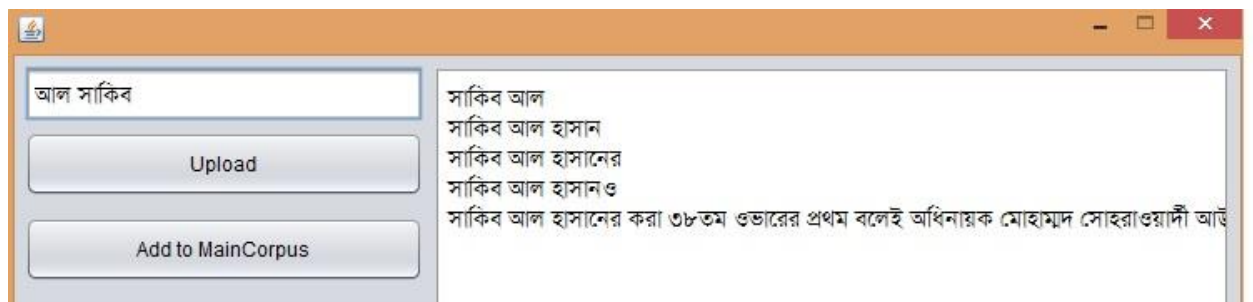 আল সাকিব
Upload
Add to MainCorpus
সাকিব আল
সাকিব আল হাসান
সাকিব আল হাসানের
সাকিব আল হাসানও
সাকিব আল হাসানের করা ৩৮তম ওভারের প্রথম বলেই অধিনায়ক মোহাম্মদ সোহরাওয়ার্দী